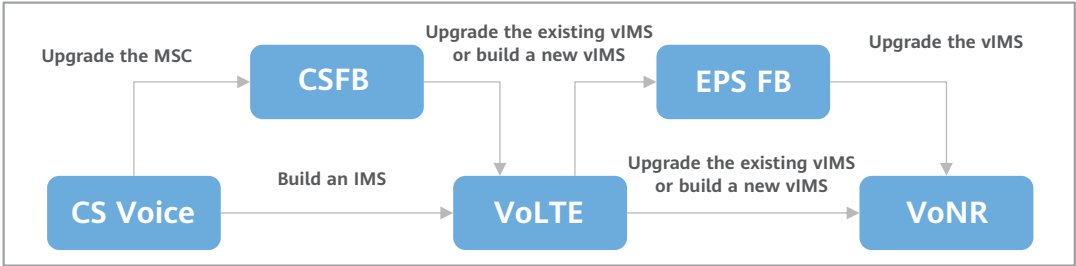 Upgrade the MSC
CSFB
Upgrade the existing vIMS
or build a new vIMS
EPS FB
Upgrade the vIMS
CS Voice
Build an IMS
VoLTE
Upgrade the existing vIMS
or build a new vIMS
VoNR